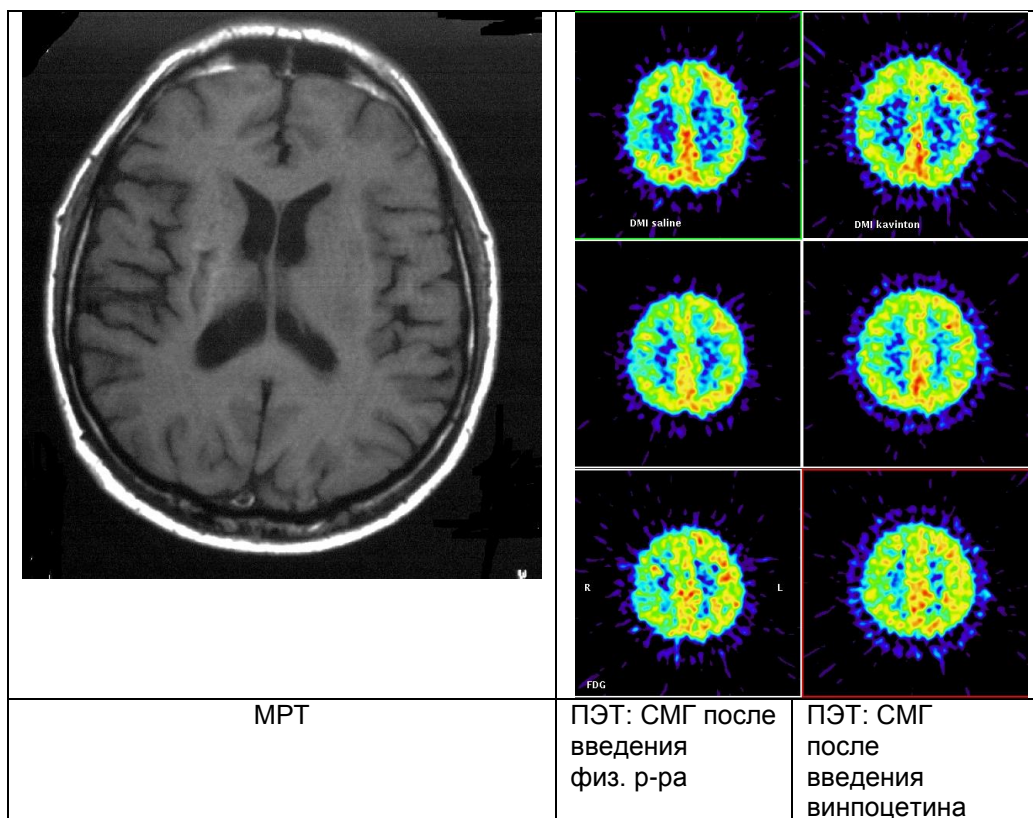 DMI saline
DMI kavinton
R
L
FDG
МРТ
ПЭТ: СМГ после
введения
физ. р-ра
ПЭТ: СМГ
после
введения
винпоцетина